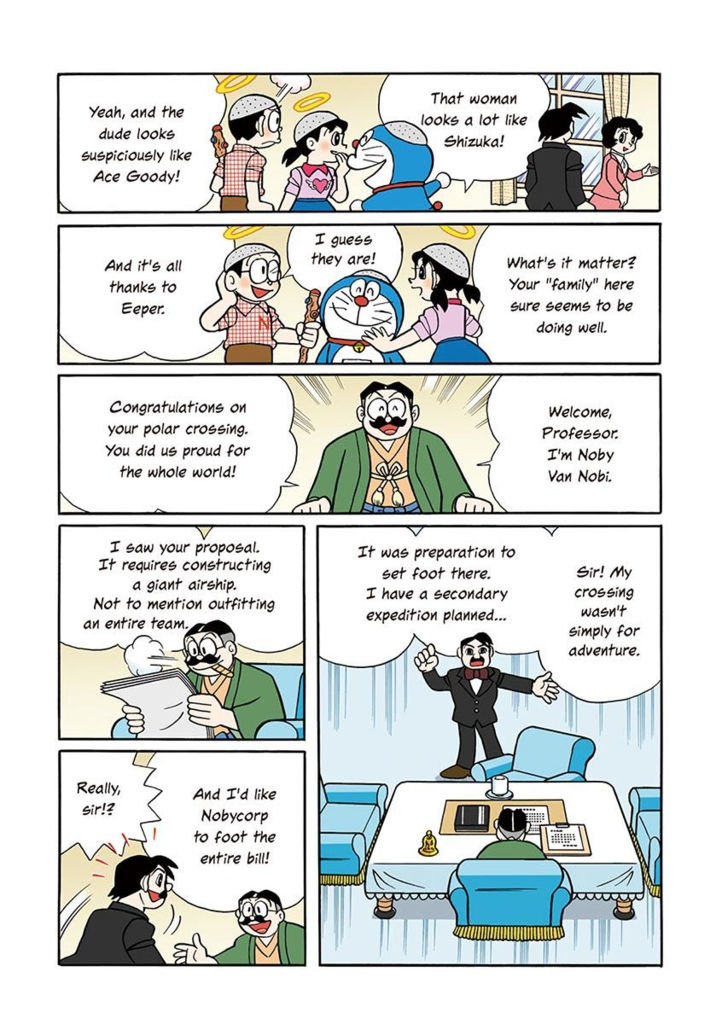 That woman
looks a lot like
Shizuka!
Yeah, and the
dude looks
suspiciously like
Ace Goody!
What's it matter?
Your "family" here
sure seems to be
doing well.
I guess
they are!
And it's all
thanks to
Eeper.
N
Welcome,
Professor.
I'm Noby
Van Nobi.
Congratulations on
your polar crossing.
You did us proud for
the whole world!
Sir! My
crossing
wasn't
simply for
adventure.
It was preparation to
set foot there.
I have a secondary
expedition planned...
I saw your proposal.
It requires constructing
a giant airship.
Not to mention outfitting
an entire team.
And I'd like
Nobycorp
to foot the
entire bill!
Really,
sir!?